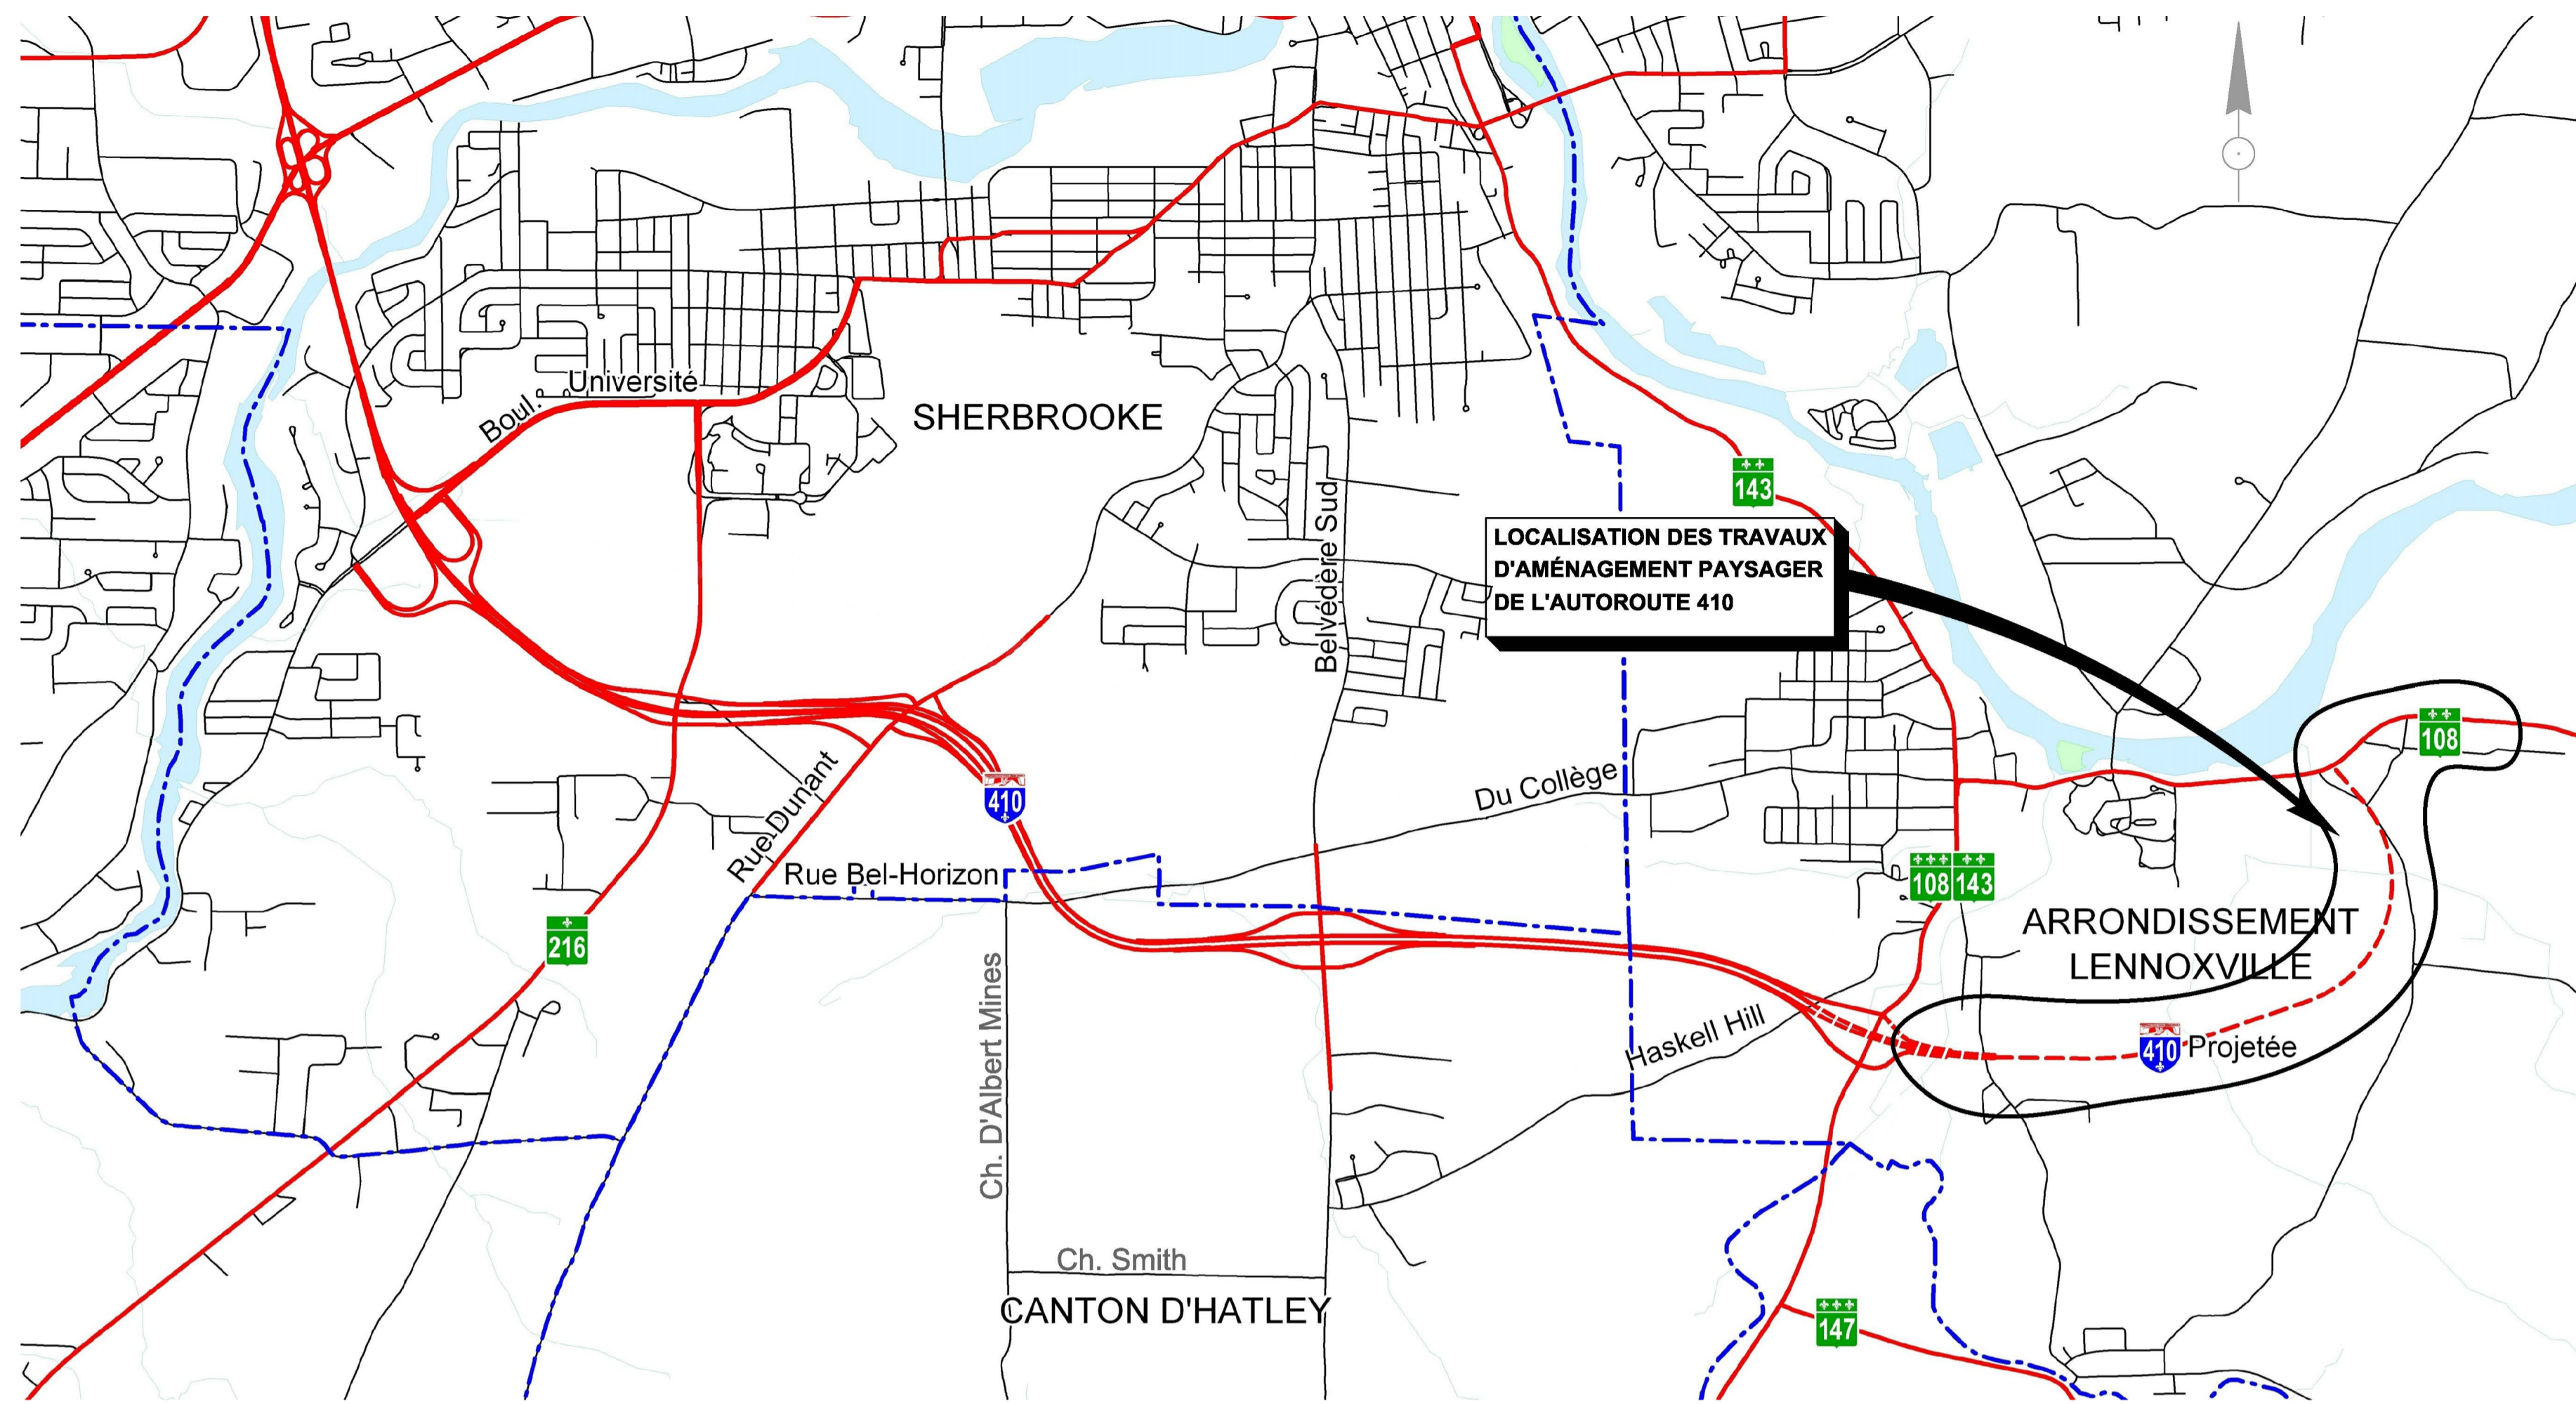 Boul.
Université
SHERBROOKE
Belvédère Sud
143
LOCALISATION DES TRAVAUX
D'AMÉNAGEMENT PAYSAGER
DE L'AUTOROUTE 410
108
Rue Dunant
410
Du Collège
Rue Bel-Horizon
108 143
216
ARRONDISSEMENT
LENNOXVILLE
Ch. D'Albert Mines
Haskell Hill
410 Projetée
Ch. Smith
CANTON D'HATLEY
147